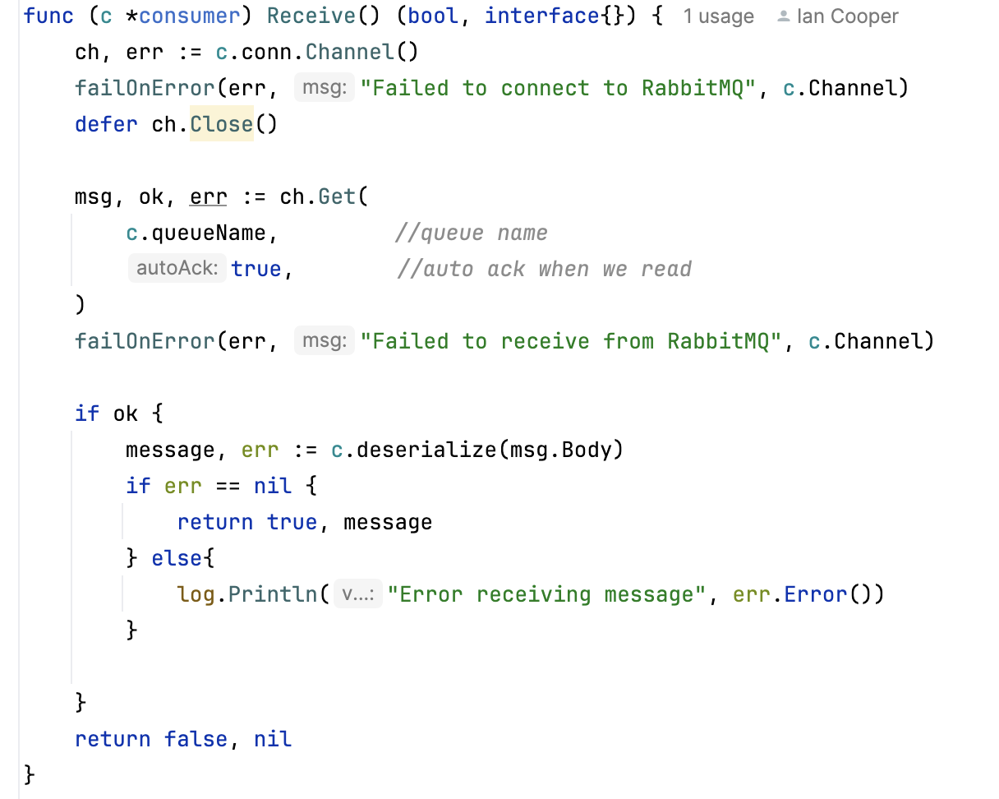 func (c *consumer) Receive() (bool, interface{}) { 1 usage Ian Cooper
    ch, err := c.conn.Channel()
    failOnError(err, msg: "Failed to connect to RabbitMQ", c.Channel)
    defer ch.Close()

    msg, ok, err := ch.Get(
        c.queueName,         //queue name
        autoAck: true,        //auto ack when we read
    )
    failOnError(err, msg: "Failed to receive from RabbitMQ", c.Channel)

    if ok {
        message, err := c.deserialize(msg.Body)
        if err == nil {
            return true, message
        } else{
            log.Println( v...: "Error receiving message", err.Error())
        }

    }
    return false, nil
}